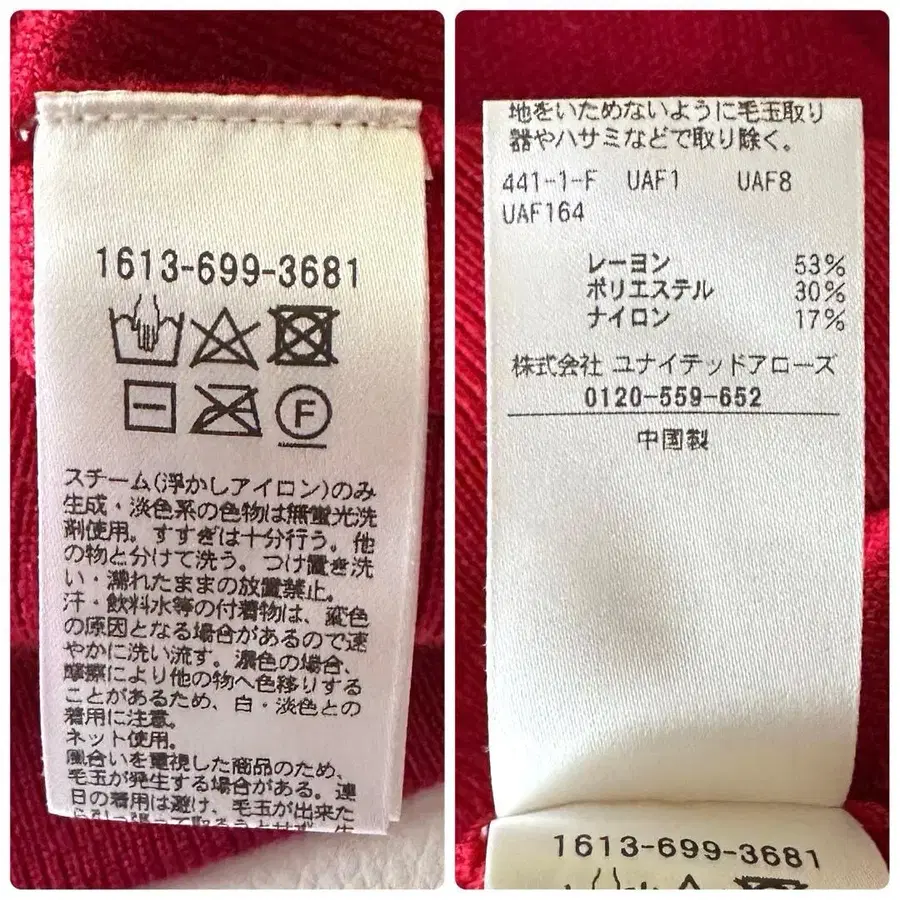 1613-699-3681
F
スチーム(浮かしアイロン)のみ
生成・淡色系の色物は無蛍光洗
剤使用。すすぎは十分行う。他
の物と分けて洗う。つけ置き洗
い・濡れたままの放置禁止。
汗・飲料水等の付着物は、変色
の原因となる場合があるので速
やかに洗い流す。濃色の場合、
摩擦により他の物へ色移りする
ことがあるため、白・淡色との
着用に注意。
ネット使用。
風合いを重視した商品のため、
毛玉が発生する場合がある。連
日の着用は避け、毛玉が出来た
地をいためないように毛玉取り
器やハサミなどで取り除く。
441-1-F UAF1 UAF8
UAF164
レーヨン 53%
ポリエステル 30%
ナイロン 17%
株式会社 ユナイテッドアローズ
0120-559-652
中国製
1613-699-3681